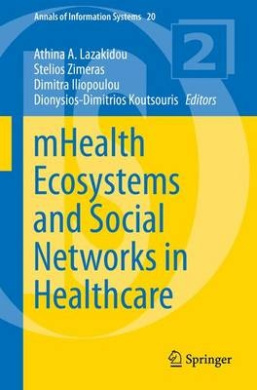 Annals of Information Systems 20
Athina A. Lazakidou
Stelios Zimeras
Dimitra Iliopoulou
Dionysios-Dimitrios Koutsouris Editors
2
mHealth
Ecosystems
and Social
Networks in
Healthcare
Springer